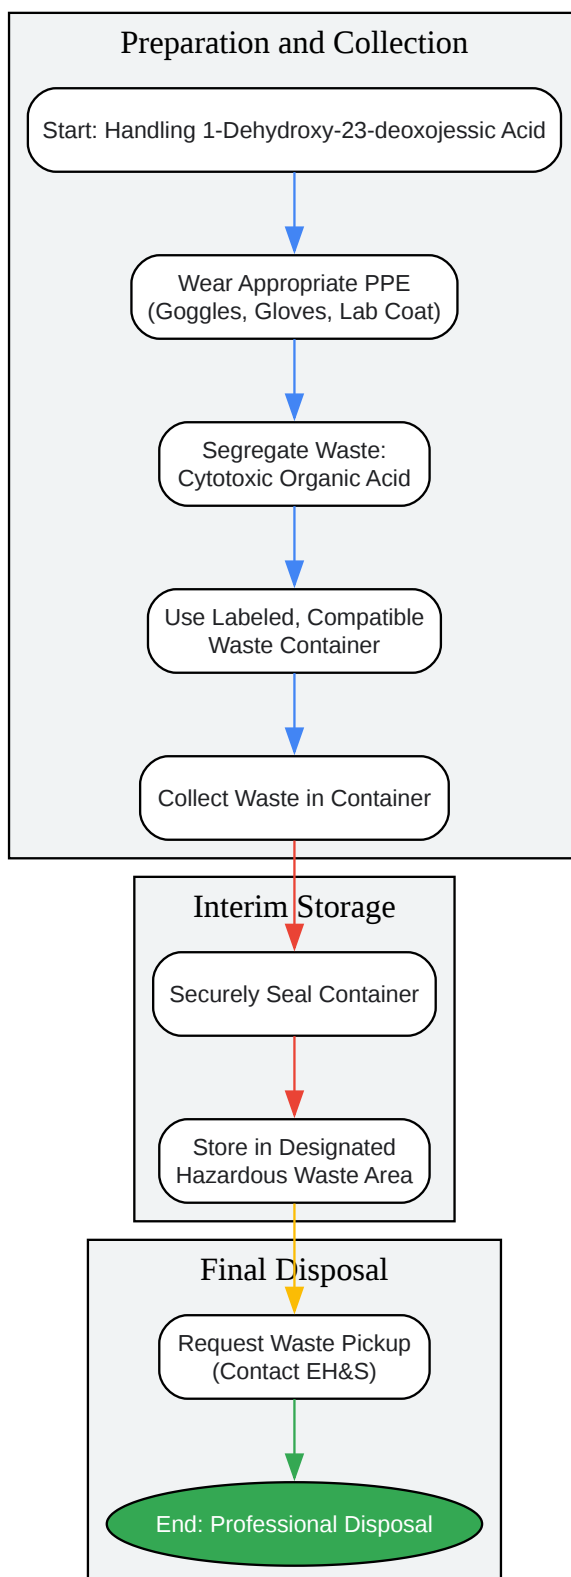 Preparation and Collection
Start: Handling 1-Dehydroxy-23-deoxojessic Acid
Wear Appropriate PPE
(Goggles, Gloves, Lab Coat)
Segregate Waste:
Cytotoxic Organic Acid
Use Labeled, Compatible
Waste Container
Collect Waste in Container
Interim Storage
Securely Seal Container
Store in Designated
Hazardous Waste Area
Final Disposal
Request Waste Pickup
(Contact EH&S)
End: Professional Disposal